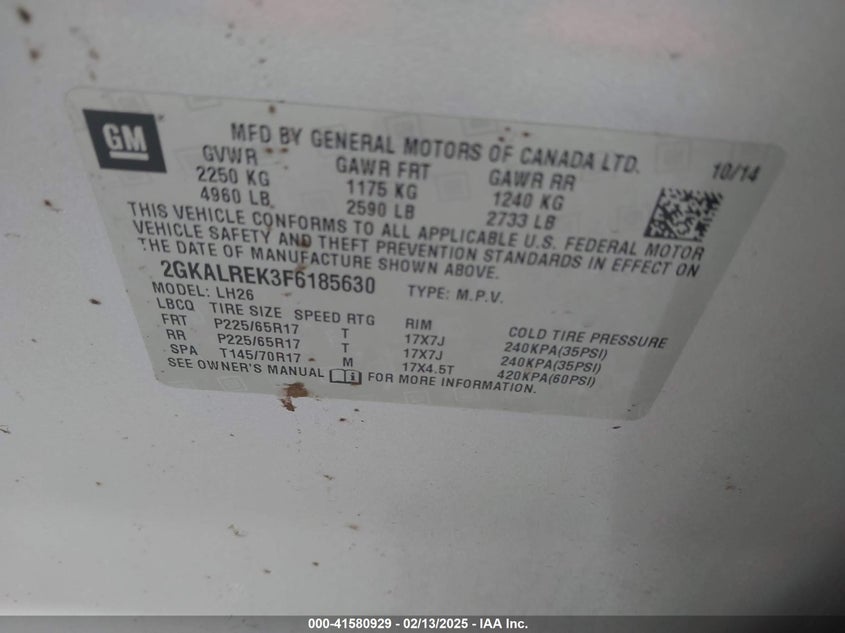 GM
MFD BY GENERAL MOTORS OF CANADA LTD. 10/14
GVWR GAWR FRT GAWR RR
2250 KG 1175 KG 1240 KG
4960 LB 2590 LB 2733 LB
THIS VEHICLE CONFORMS TO ALL APPLICABLE U.S. FEDERAL MOTOR
VEHICLE SAFETY AND THEFT PREVENTION STANDARDS IN EFFECT ON
THE DATE OF MANUFACTURE SHOWN ABOVE.
2GKALREK3F6185630 TYPE: M.P.V.
MODEL: LH26
LBCQ TIRE SIZE SPEED RTG RIM COLD TIRE PRESSURE
FRT P225/65R17 T 17X7J 240KPA(35PSI)
RR P225/65R17 T 17X7J 240KPA(35PSI)
SPA T145/70R17 M 17X4.5T 420KPA(60PSI)
SEE OWNER'S MANUAL FOR MORE INFORMATION.
000-41580929 - 02/13/2025 - IAA Inc.